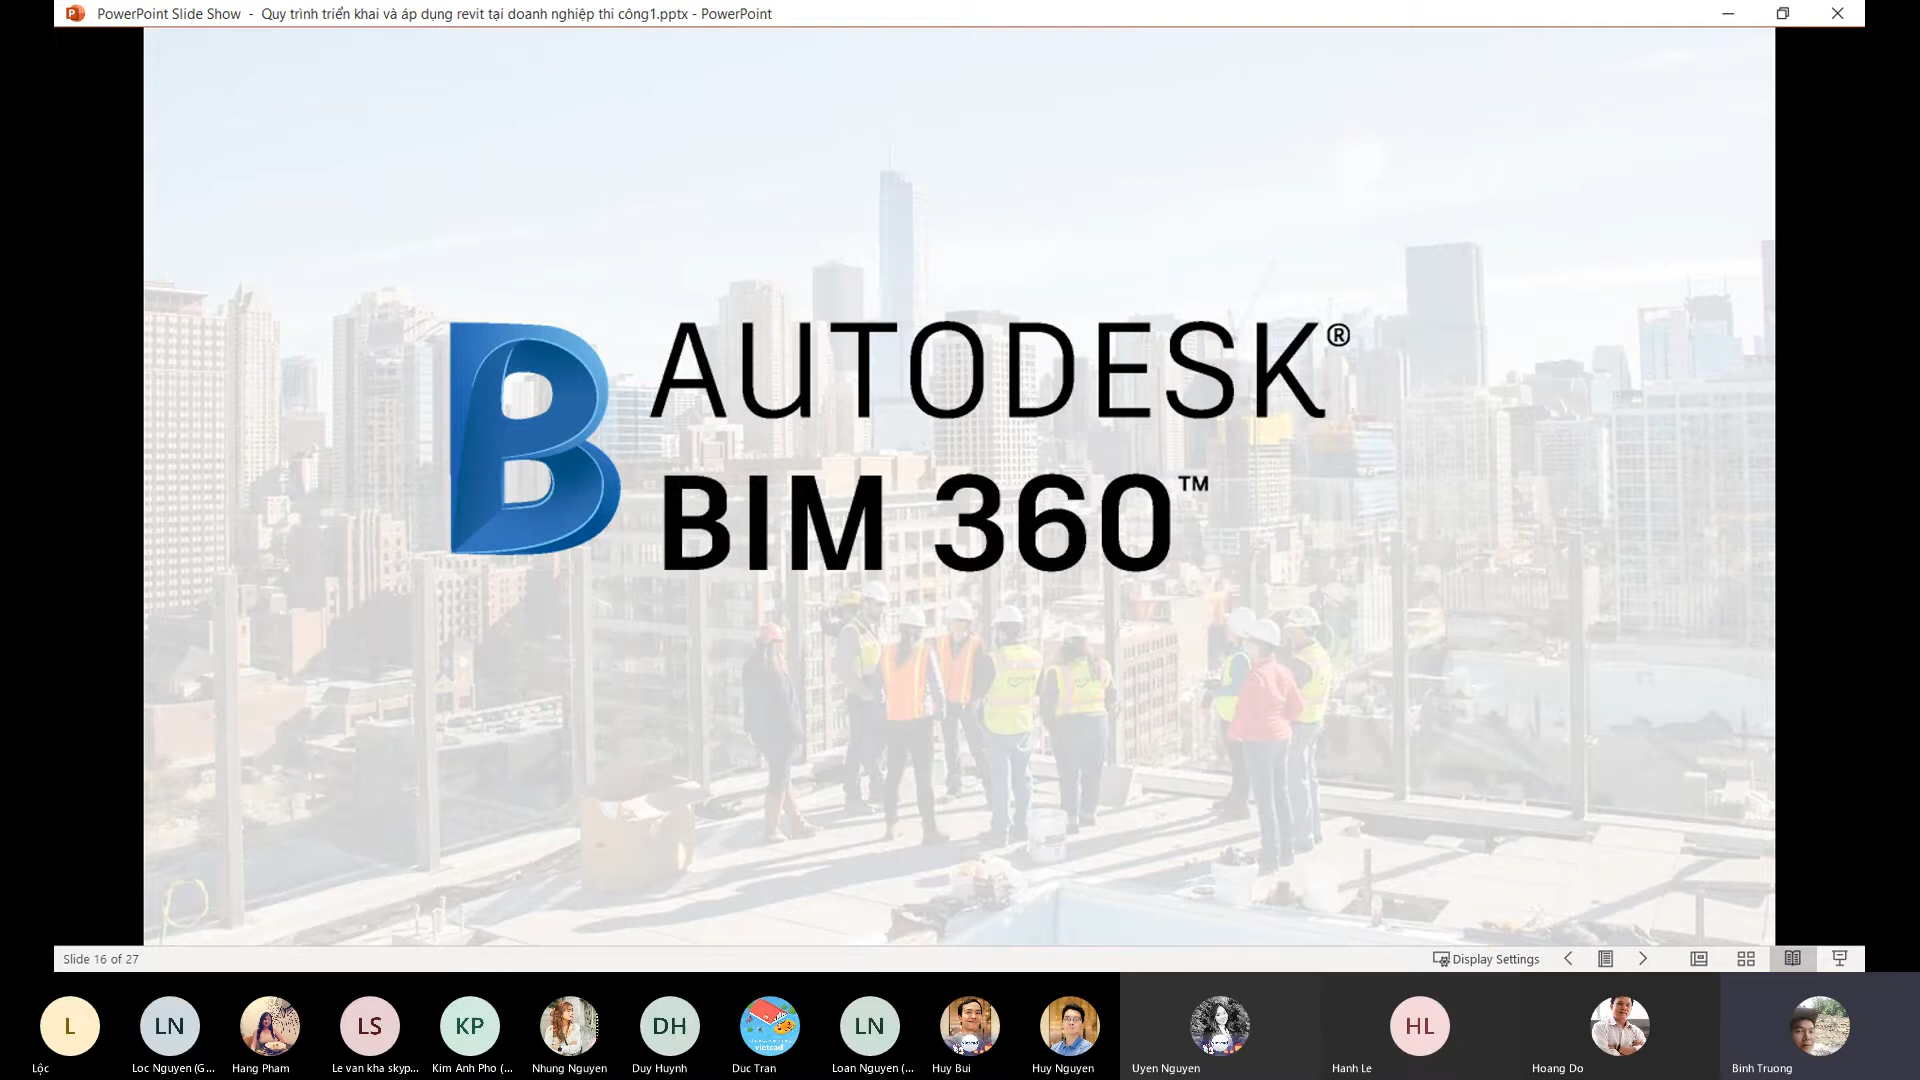 PowerPoint Slide Show - Quy trình triển khai và áp dụng revit tại doanh nghiệp thi công1.pptx - PowerPoint
AUTODESK®
BIM 360™
Slide 16 of 27
Display Settings
L
LN
LS
KP
DH
vietcad
LN
HL
Lộc
Loc Nguyen (G...
Hang Pham
Le van kha skyp...
Kim Anh Pho (...
Nhung Nguyen
Duy Huynh
Duc Tran
Loan Nguyen (...
Huy Bui
Huy Nguyen
Uyen Nguyen
Hanh Le
Hoang Do
Binh Truong